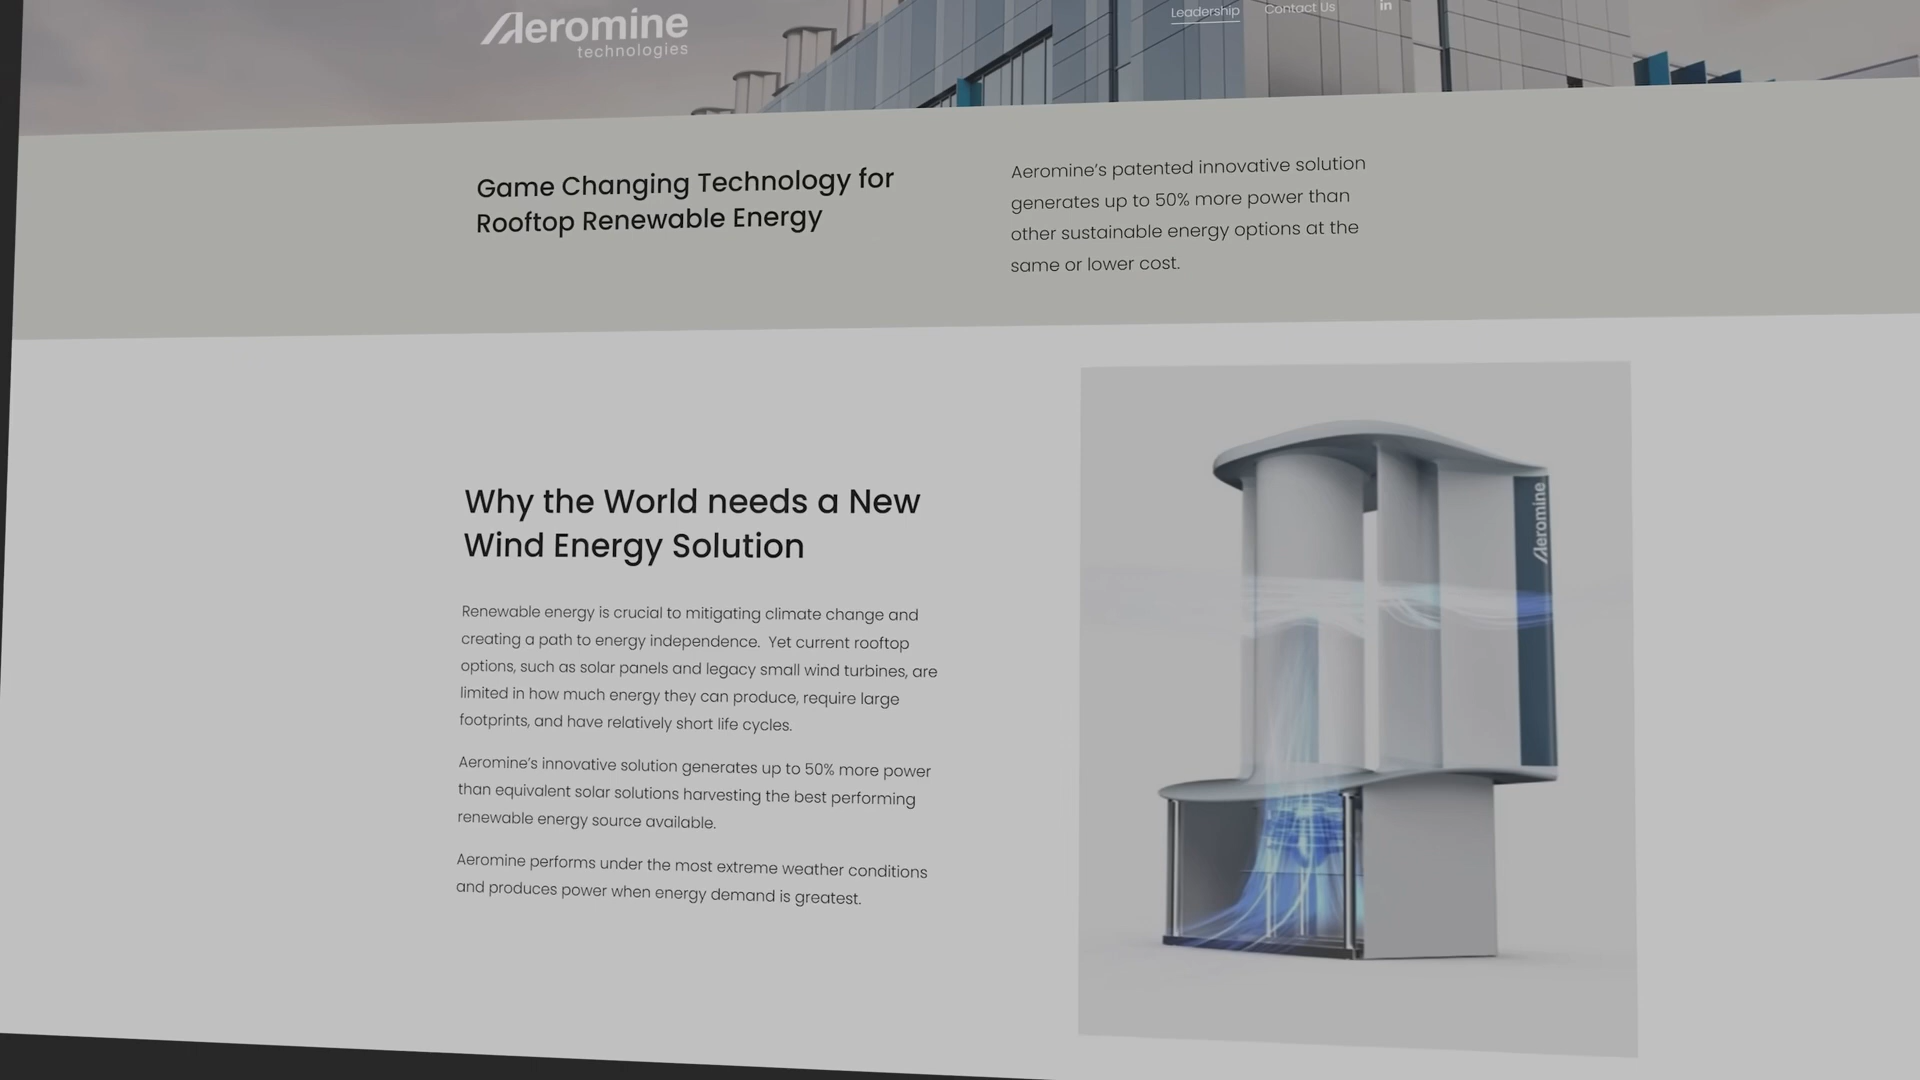 Aeromine
technologies
Leadership
Contact Us
in
Game Changing Technology for
Rooftop Renewable Energy
Aeromine's patented innovative solution
generates up to 50% more power than
other sustainable energy options at the
same or lower cost.
Why the World needs a New
Wind Energy Solution
Renewable energy is crucial to mitigating climate change and
creating a path to energy independence.  Yet current rooftop
options, such as solar panels and legacy small wind turbines, are
limited in how much energy they can produce, require large
footprints, and have relatively short life cycles.
Aeromine's innovative solution generates up to 50% more power
than equivalent solar solutions harvesting the best performing
renewable energy source available.
Aeromine performs under the most extreme weather conditions
and produces power when energy demand is greatest.
Aeromine